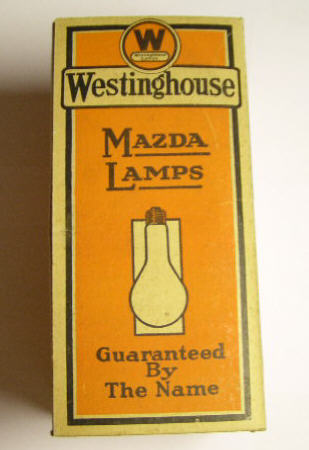 W
Westinghouse
MAZDA
LAMPS
Guaranteed
By
The Name